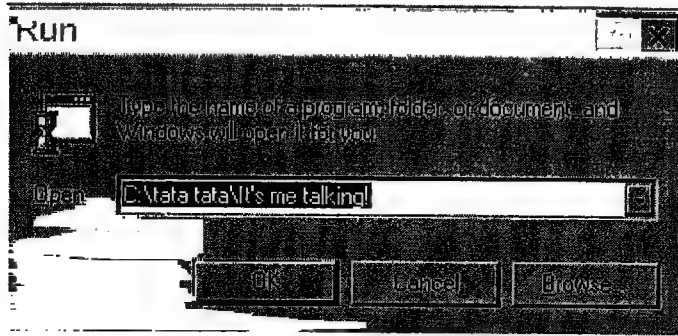 Run
Type the name of a program, folder, or document, and
Windows will open it for you.
Open:
C:\tata tata\It's me talking!
OK
Cancel
Browse...